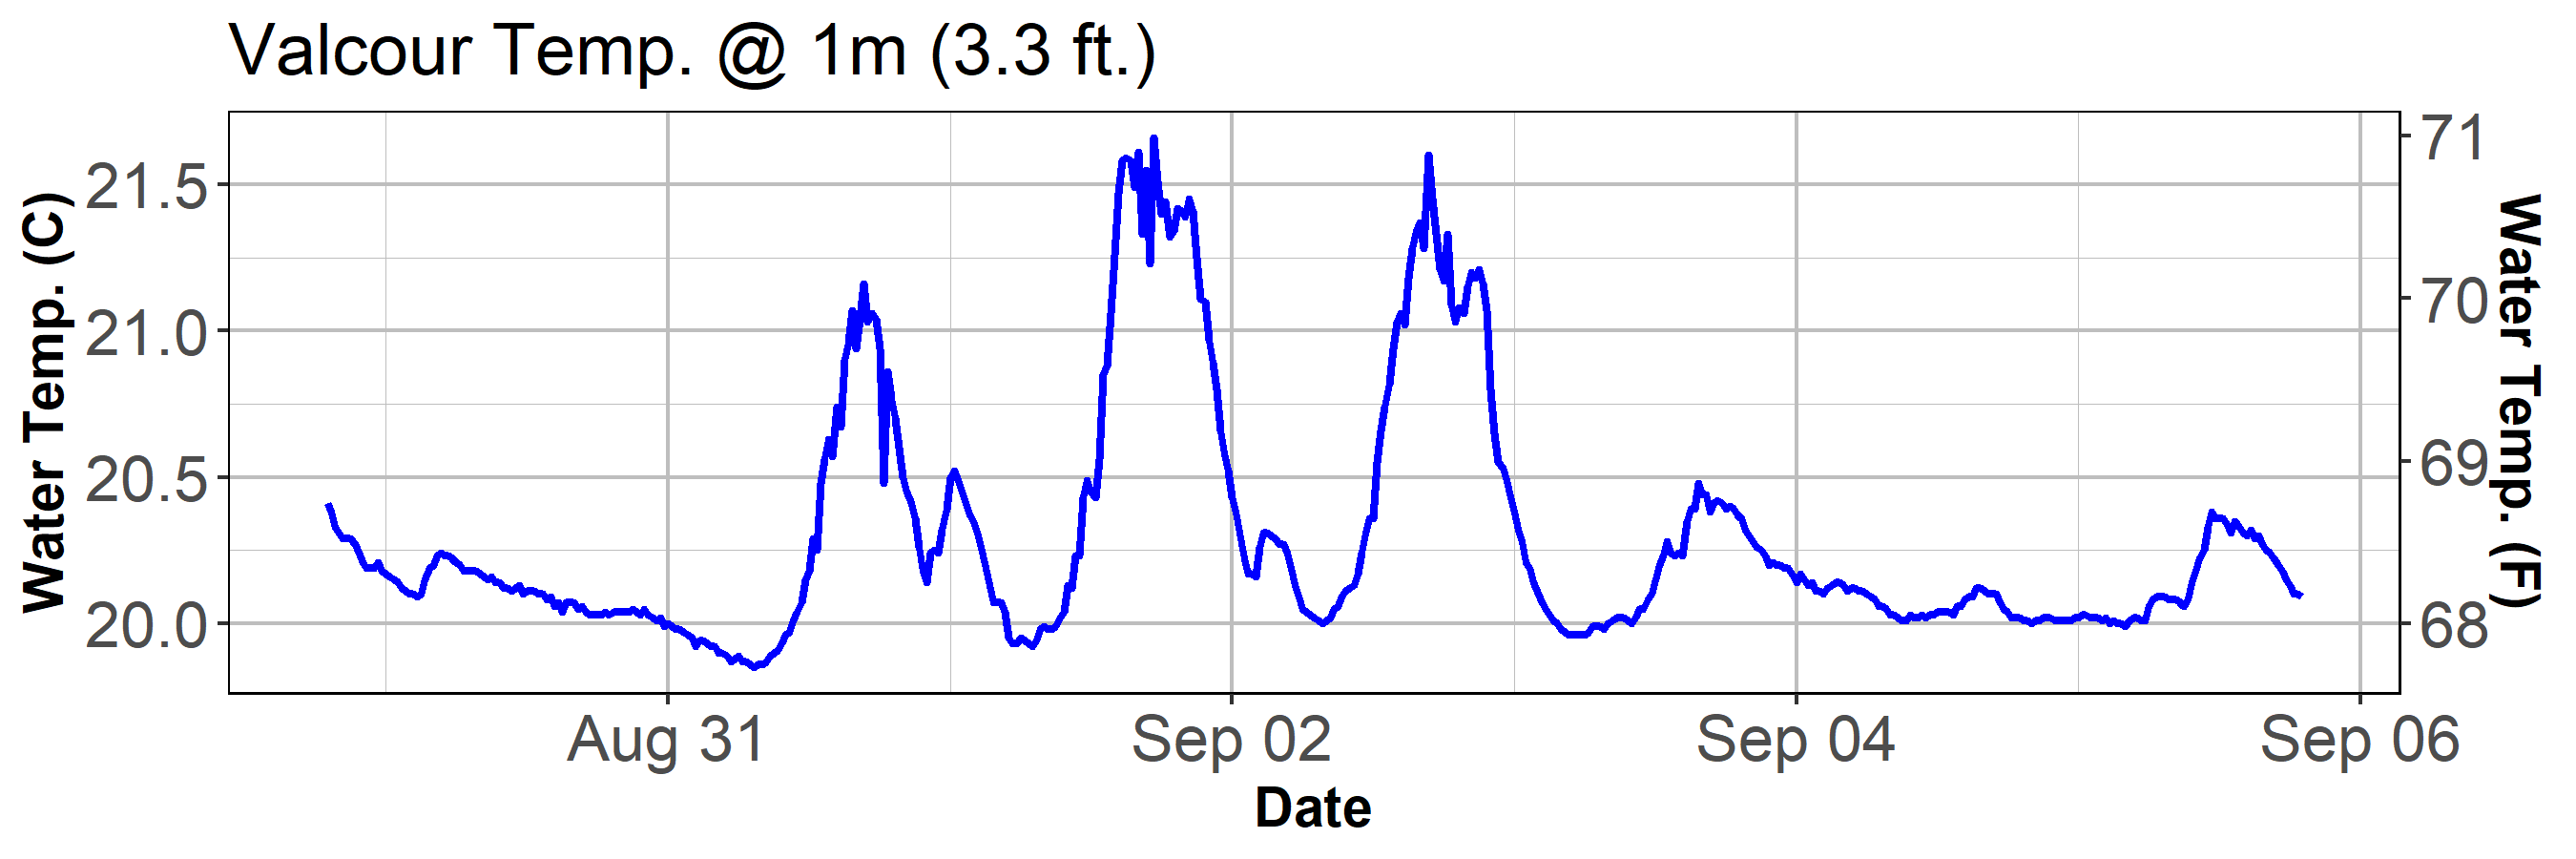 Valcour Temp. @ 1m (3.3 ft.)
Water Temp. (C)
21.5
21.0
20.5
20.0
71
70
69
68
Water Temp. (F)
Aug 31
Sep 02
Sep 04
Sep 06
Date